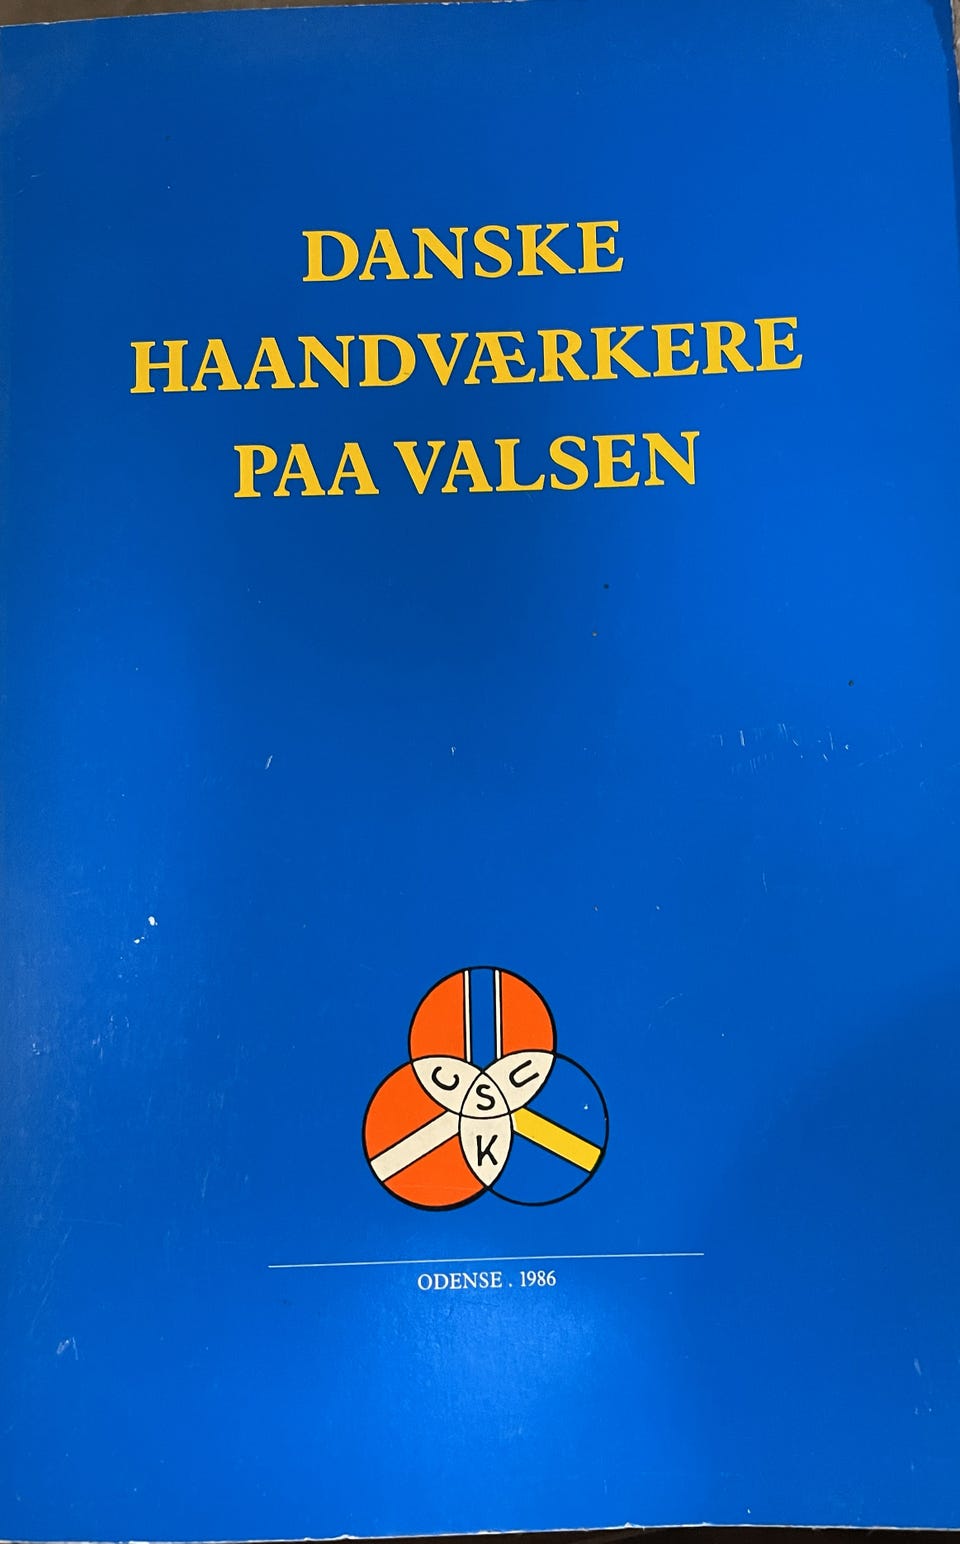 DANSKE
HAANDVÆRKERE
PAA VALSEN
C U
S
K
ODENSE . 1986